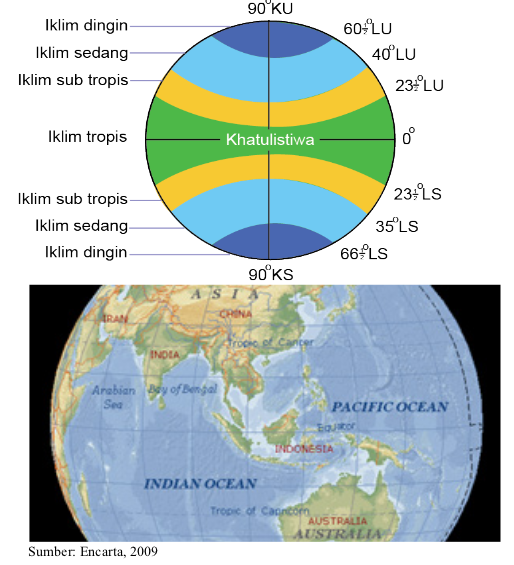 90°KU
Iklim dingin
60½°LU
Iklim sedang
40°LU
Iklim sub tropis
23½°LU
Iklim tropis
Khatulistiwa
0°
Iklim sub tropis
23½°LS
Iklim sedang
35°LS
Iklim dingin
66½°LS
90°KS
ASIA
IRAN
CHINA
Tropic of Cancer
INDIA
Arabian
Sea
Bay of Bengal
PACIFIC OCEAN
Equator
INDONESIA
INDIAN OCEAN
Tropic of Capricorn
AUSTRALIA
AUSTRALIA
Sumber: Encarta, 2009